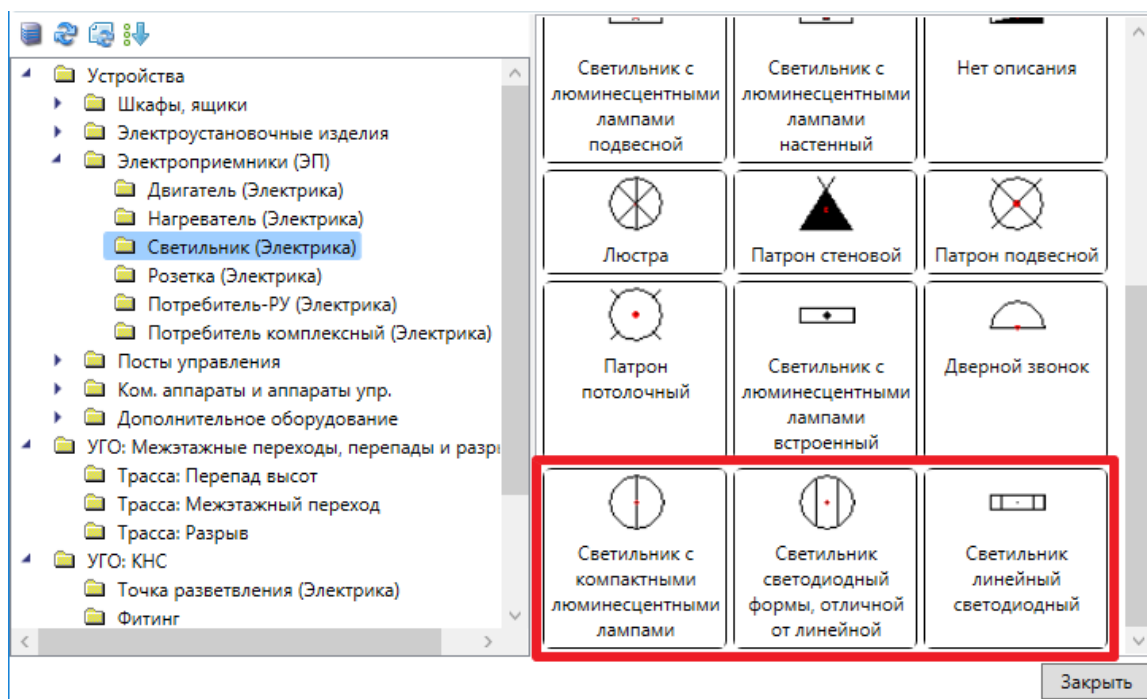 Устройства
Шкафы, ящики
Электроустановочные изделия
Электроприемники (ЭП)
Двигатель (Электрика)
Нагреватель (Электрика)
Светильник (Электрика)
Розетка (Электрика)
Потребитель-РУ (Электрика)
Потребитель комплексный (Электрика)
Посты управления
Ком. аппараты и аппараты упр.
Дополнительное оборудование
УГО: Межэтажные переходы, перепады и разры
Трасса: Перепад высот
Трасса: Межэтажный переход
Трасса: Разрыв
УГО: КНС
Точка разветвления (Электрика)
Фитинг
Светильник с
люминесцентными
лампами
подвесной
Светильник с
люминесцентными
лампами
настенный
Нет описания
Люстра
Патрон стеновой
Патрон подвесной
Патрон
потолочный
Светильник с
люминесцентными
лампами
встроенный
Дверной звонок
Светильник с
компактными
люминесцентными
лампами
Светильник
светодиодный
формы, отличной
от линейной
Светильник
линейный
светодиодный
Закрыть